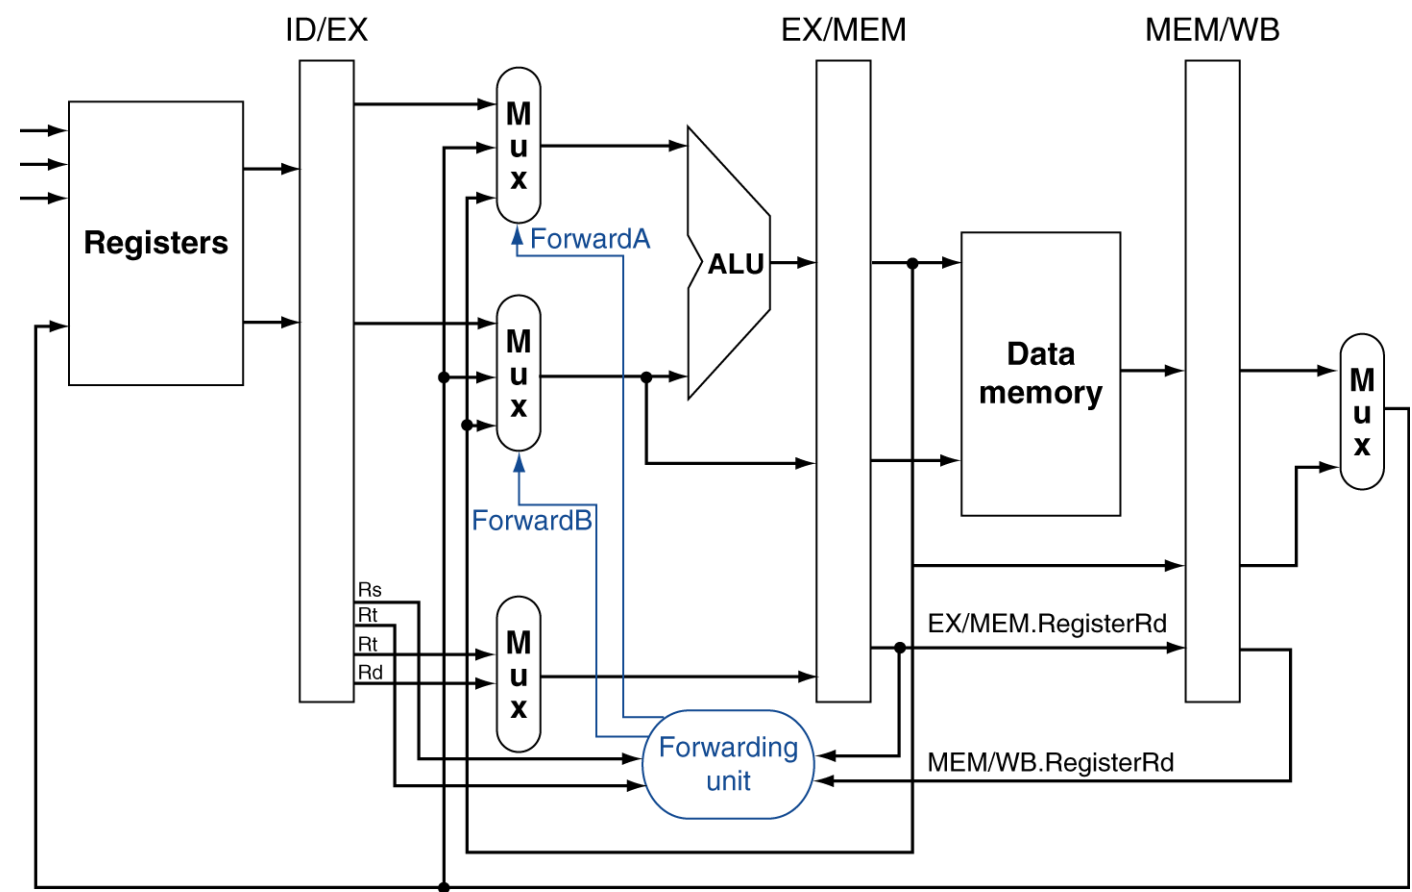 ID/EX
EX/MEM
MEM/WB
M
u
x
Registers
ForwardA
ALU
M
u
x
Data
memory
M
u
x
ForwardB
Rs
Rt
Rt
Rd
M
u
x
EX/MEM.RegisterRd
Forwarding
unit
MEM/WB.RegisterRd